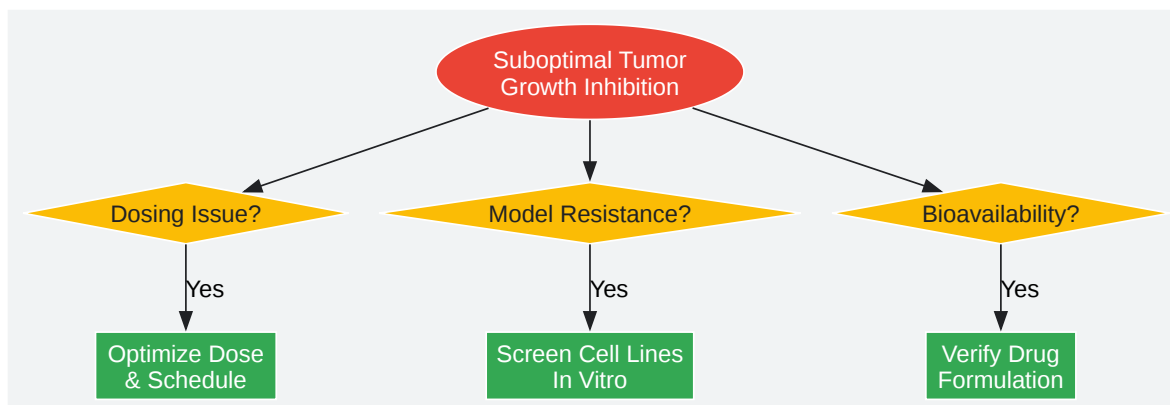 Suboptimal Tumor
Growth Inhibition
Dosing Issue?
Model Resistance?
Bioavailability?
Yes
Yes
Yes
Optimize Dose
& Schedule
Screen Cell Lines
In Vitro
Verify Drug
Formulation